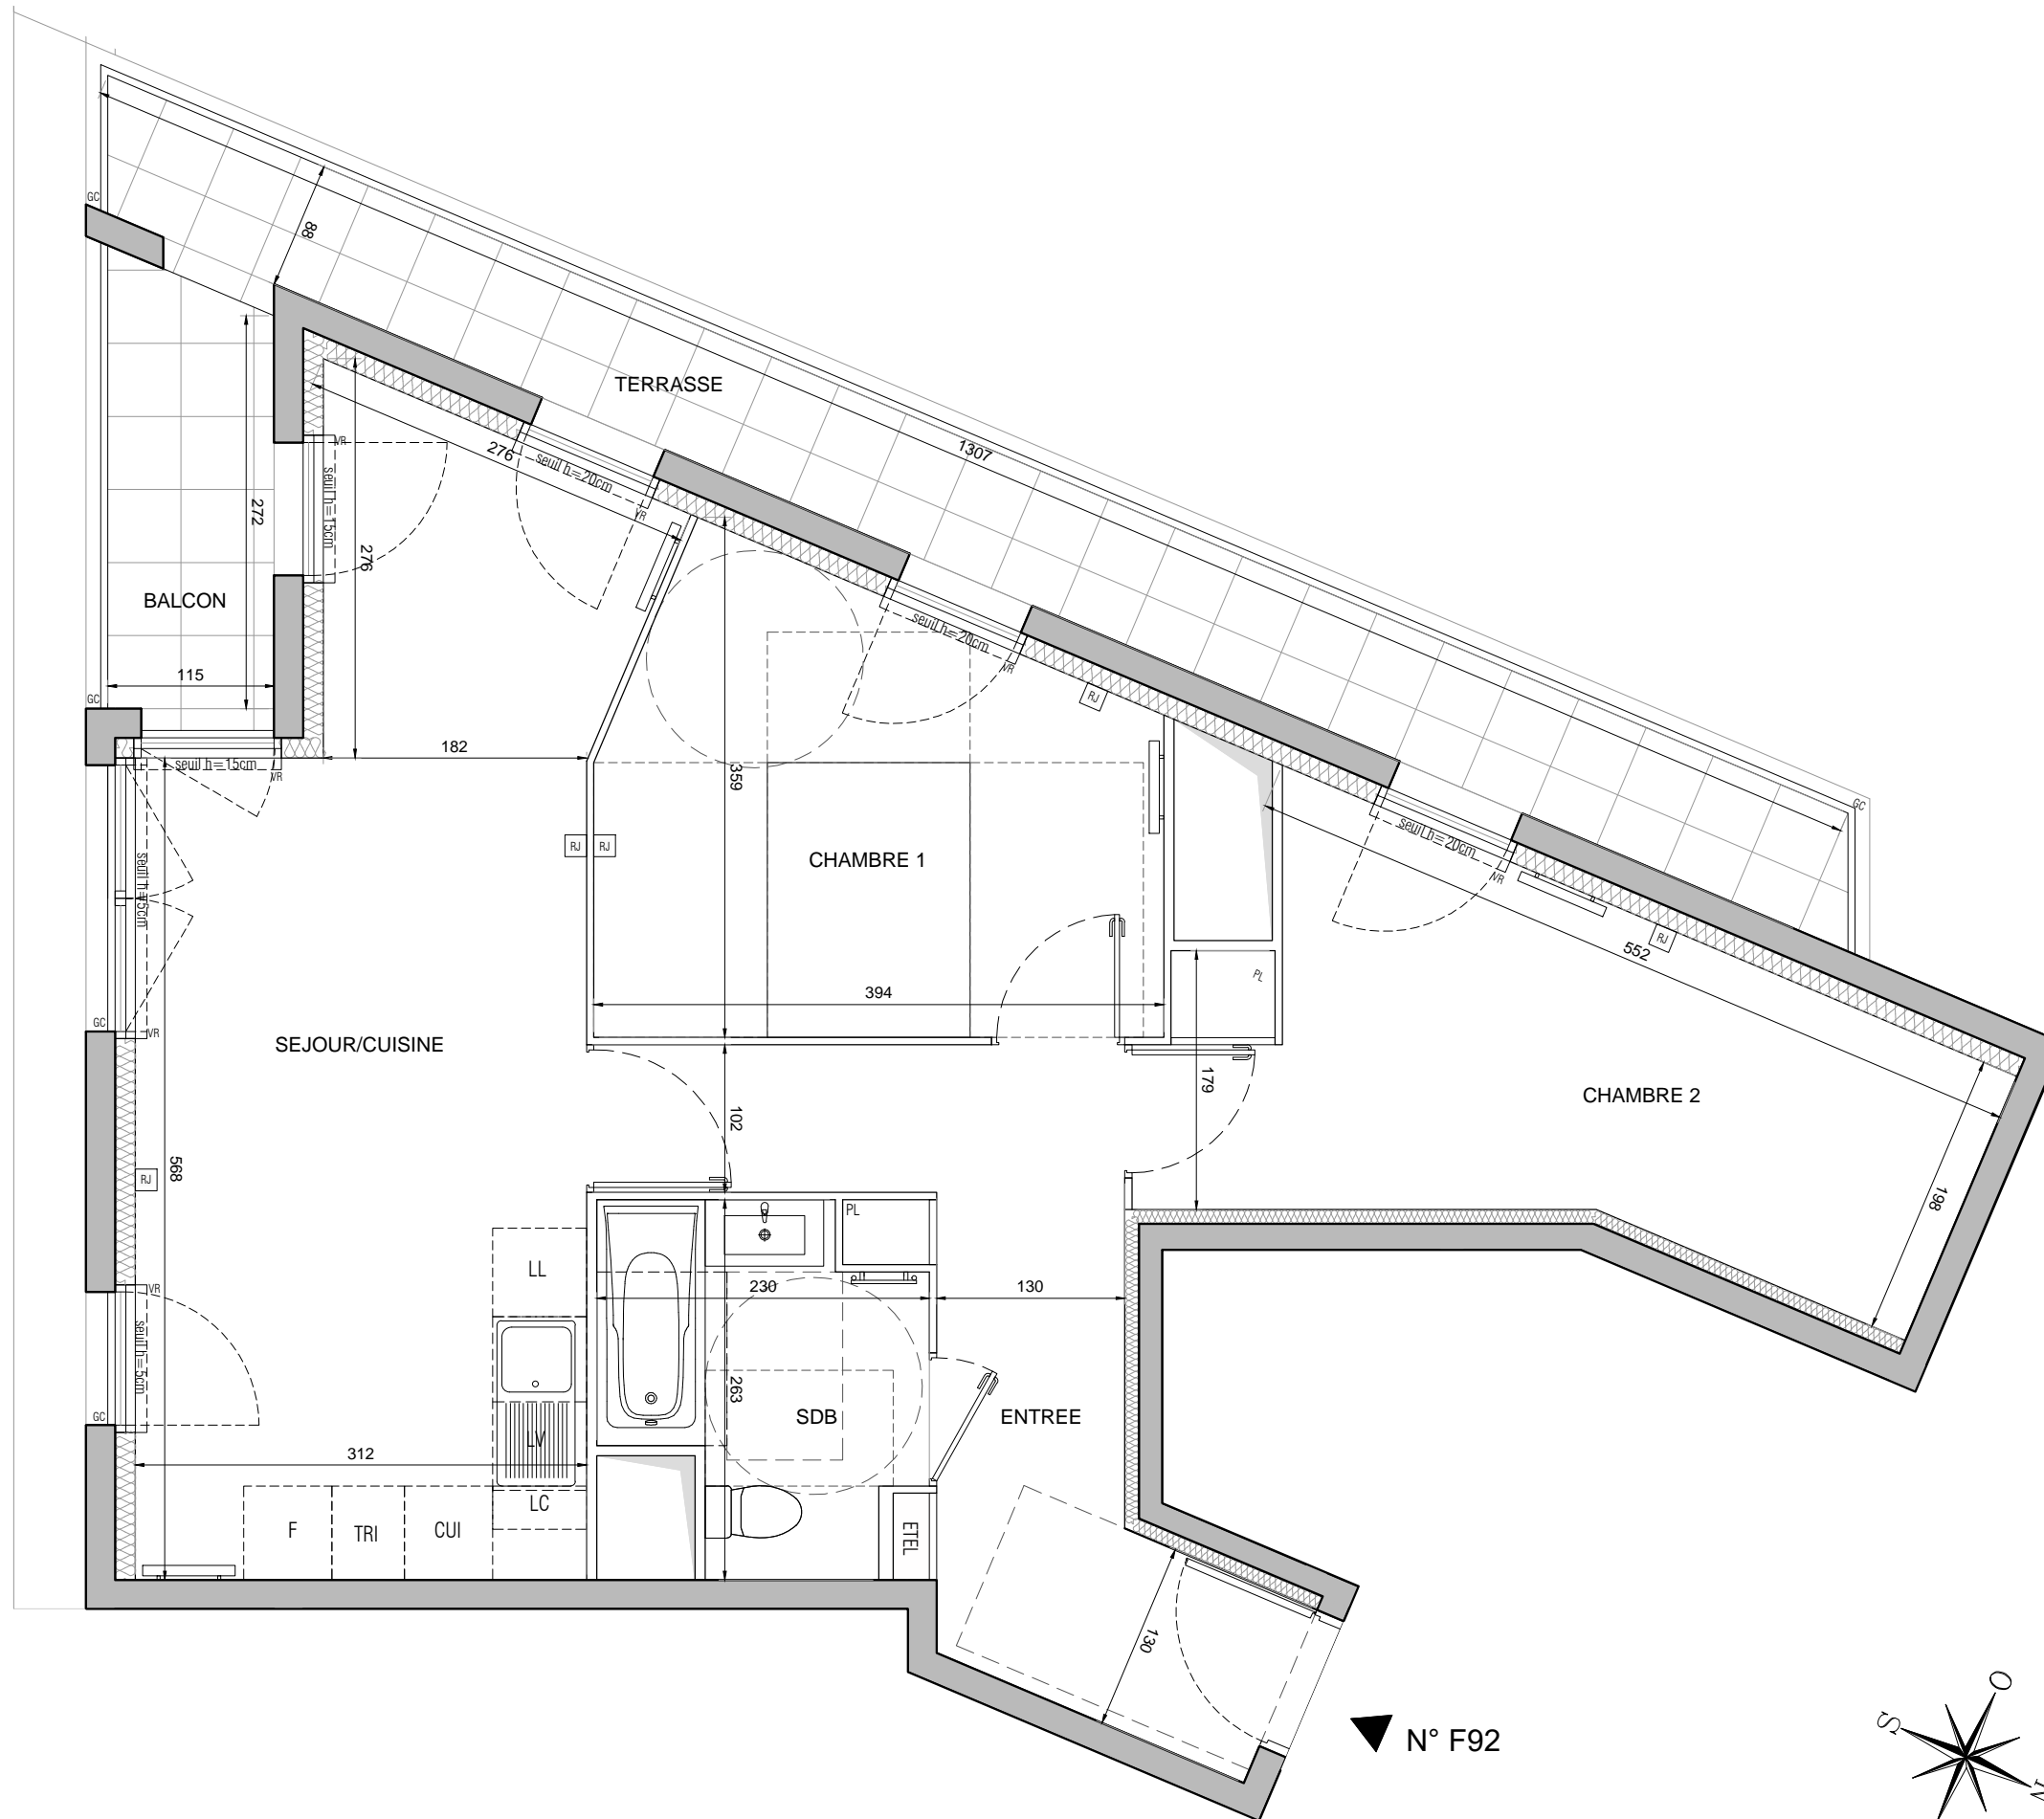 GC
88
TERRASSE
1307
276
seuil h=20cm
VR
VR
seuil h=15cm
272
276
BALCON
115
GC
182
seuil h=15cm
VR
seuil h=20cm
VR
RJ
359
RJ
RJ
CHAMBRE 1
seuil h=15cm
394
GC
VR
SEJOUR/CUISINE
GC
seuil h=20cm
VR
552
RJ
PL
179
CHAMBRE 2
198
102
568
RJ
PL
LL
230
130
VR
seuil h=5cm
GC
263
SDB
ENTREE
312
LV
LC
F
TRI
CUI
ETEL
130
N° F92
O
S